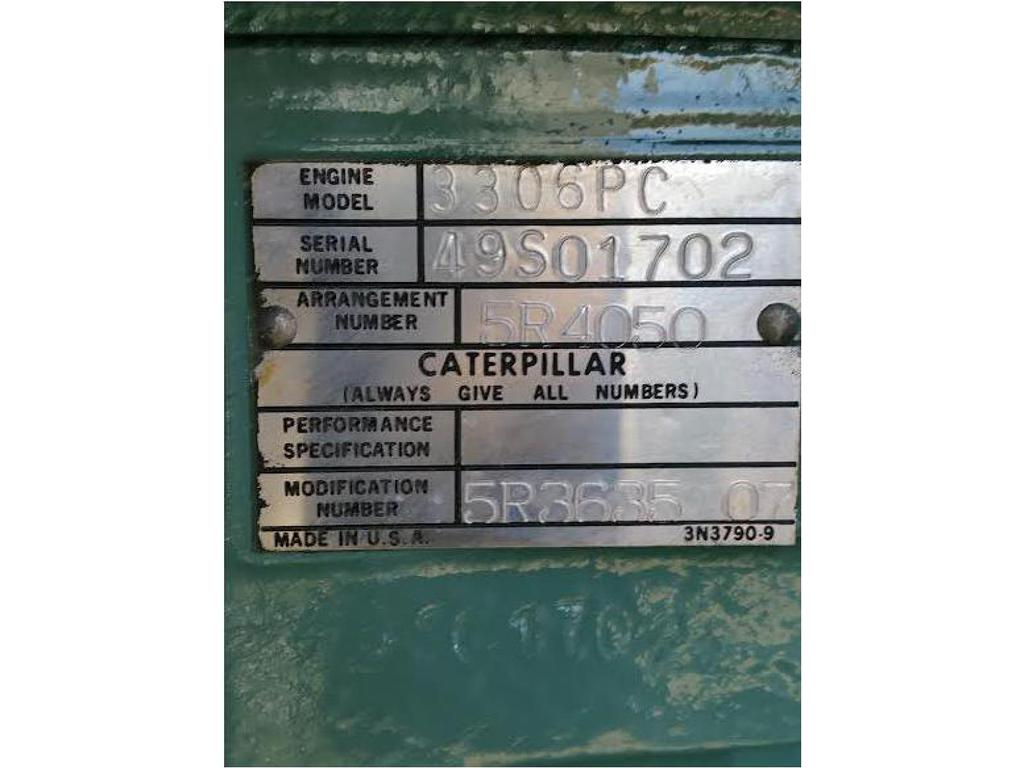 ENGINE MODEL 3306PC
SERIAL NUMBER 49S01702
ARRANGEMENT NUMBER 5R4050
CATERPILLAR
(ALWAYS GIVE ALL NUMBERS)
PERFORMANCE SPECIFICATION
MODIFICATION NUMBER 5R3635 07
MADE IN U.S.A. 3N3790-9